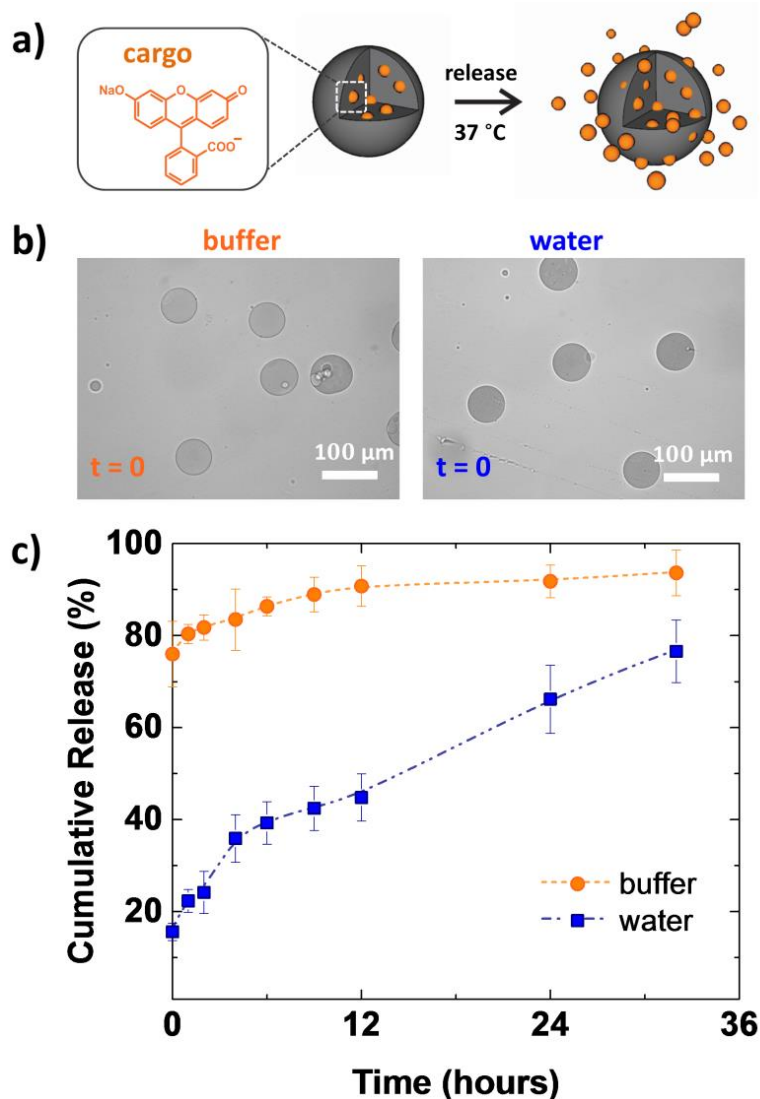 a)
cargo
NaO
O
O
COO⁻
release
37 °C
b)
buffer
water
t = 0
100 µm
t = 0
100 µm
c)
Cumulative Release (%)
100
80
60
40
20
buffer
water
0
12
24
36
Time (hours)